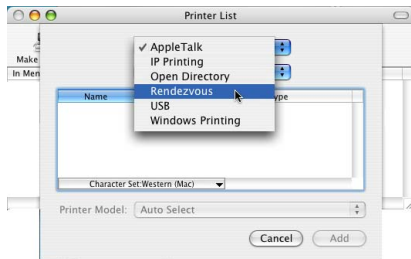 Printer List
Make
In Men
✓ AppleTalk
IP Printing
Open Directory
Rendezvous
USB
Windows Printing
Name
ype
Character Set:Western (Mac)
Printer Model: Auto Select
Cancel Add